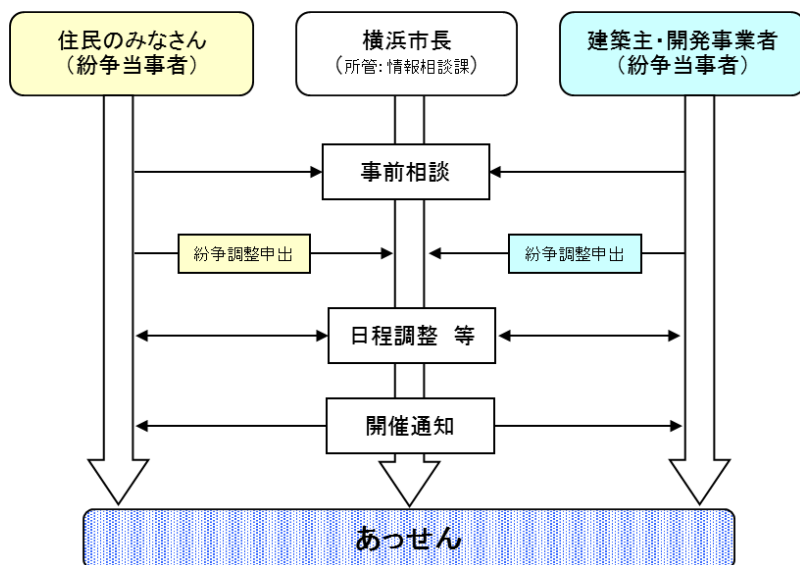 住民のみなさん
(紛争当事者)
横浜市長
(所管:情報相談課)
建築主・開発事業者
(紛争当事者)
事前相談
紛争調整申出
紛争調整申出
日程調整 等
開催通知
あっせん